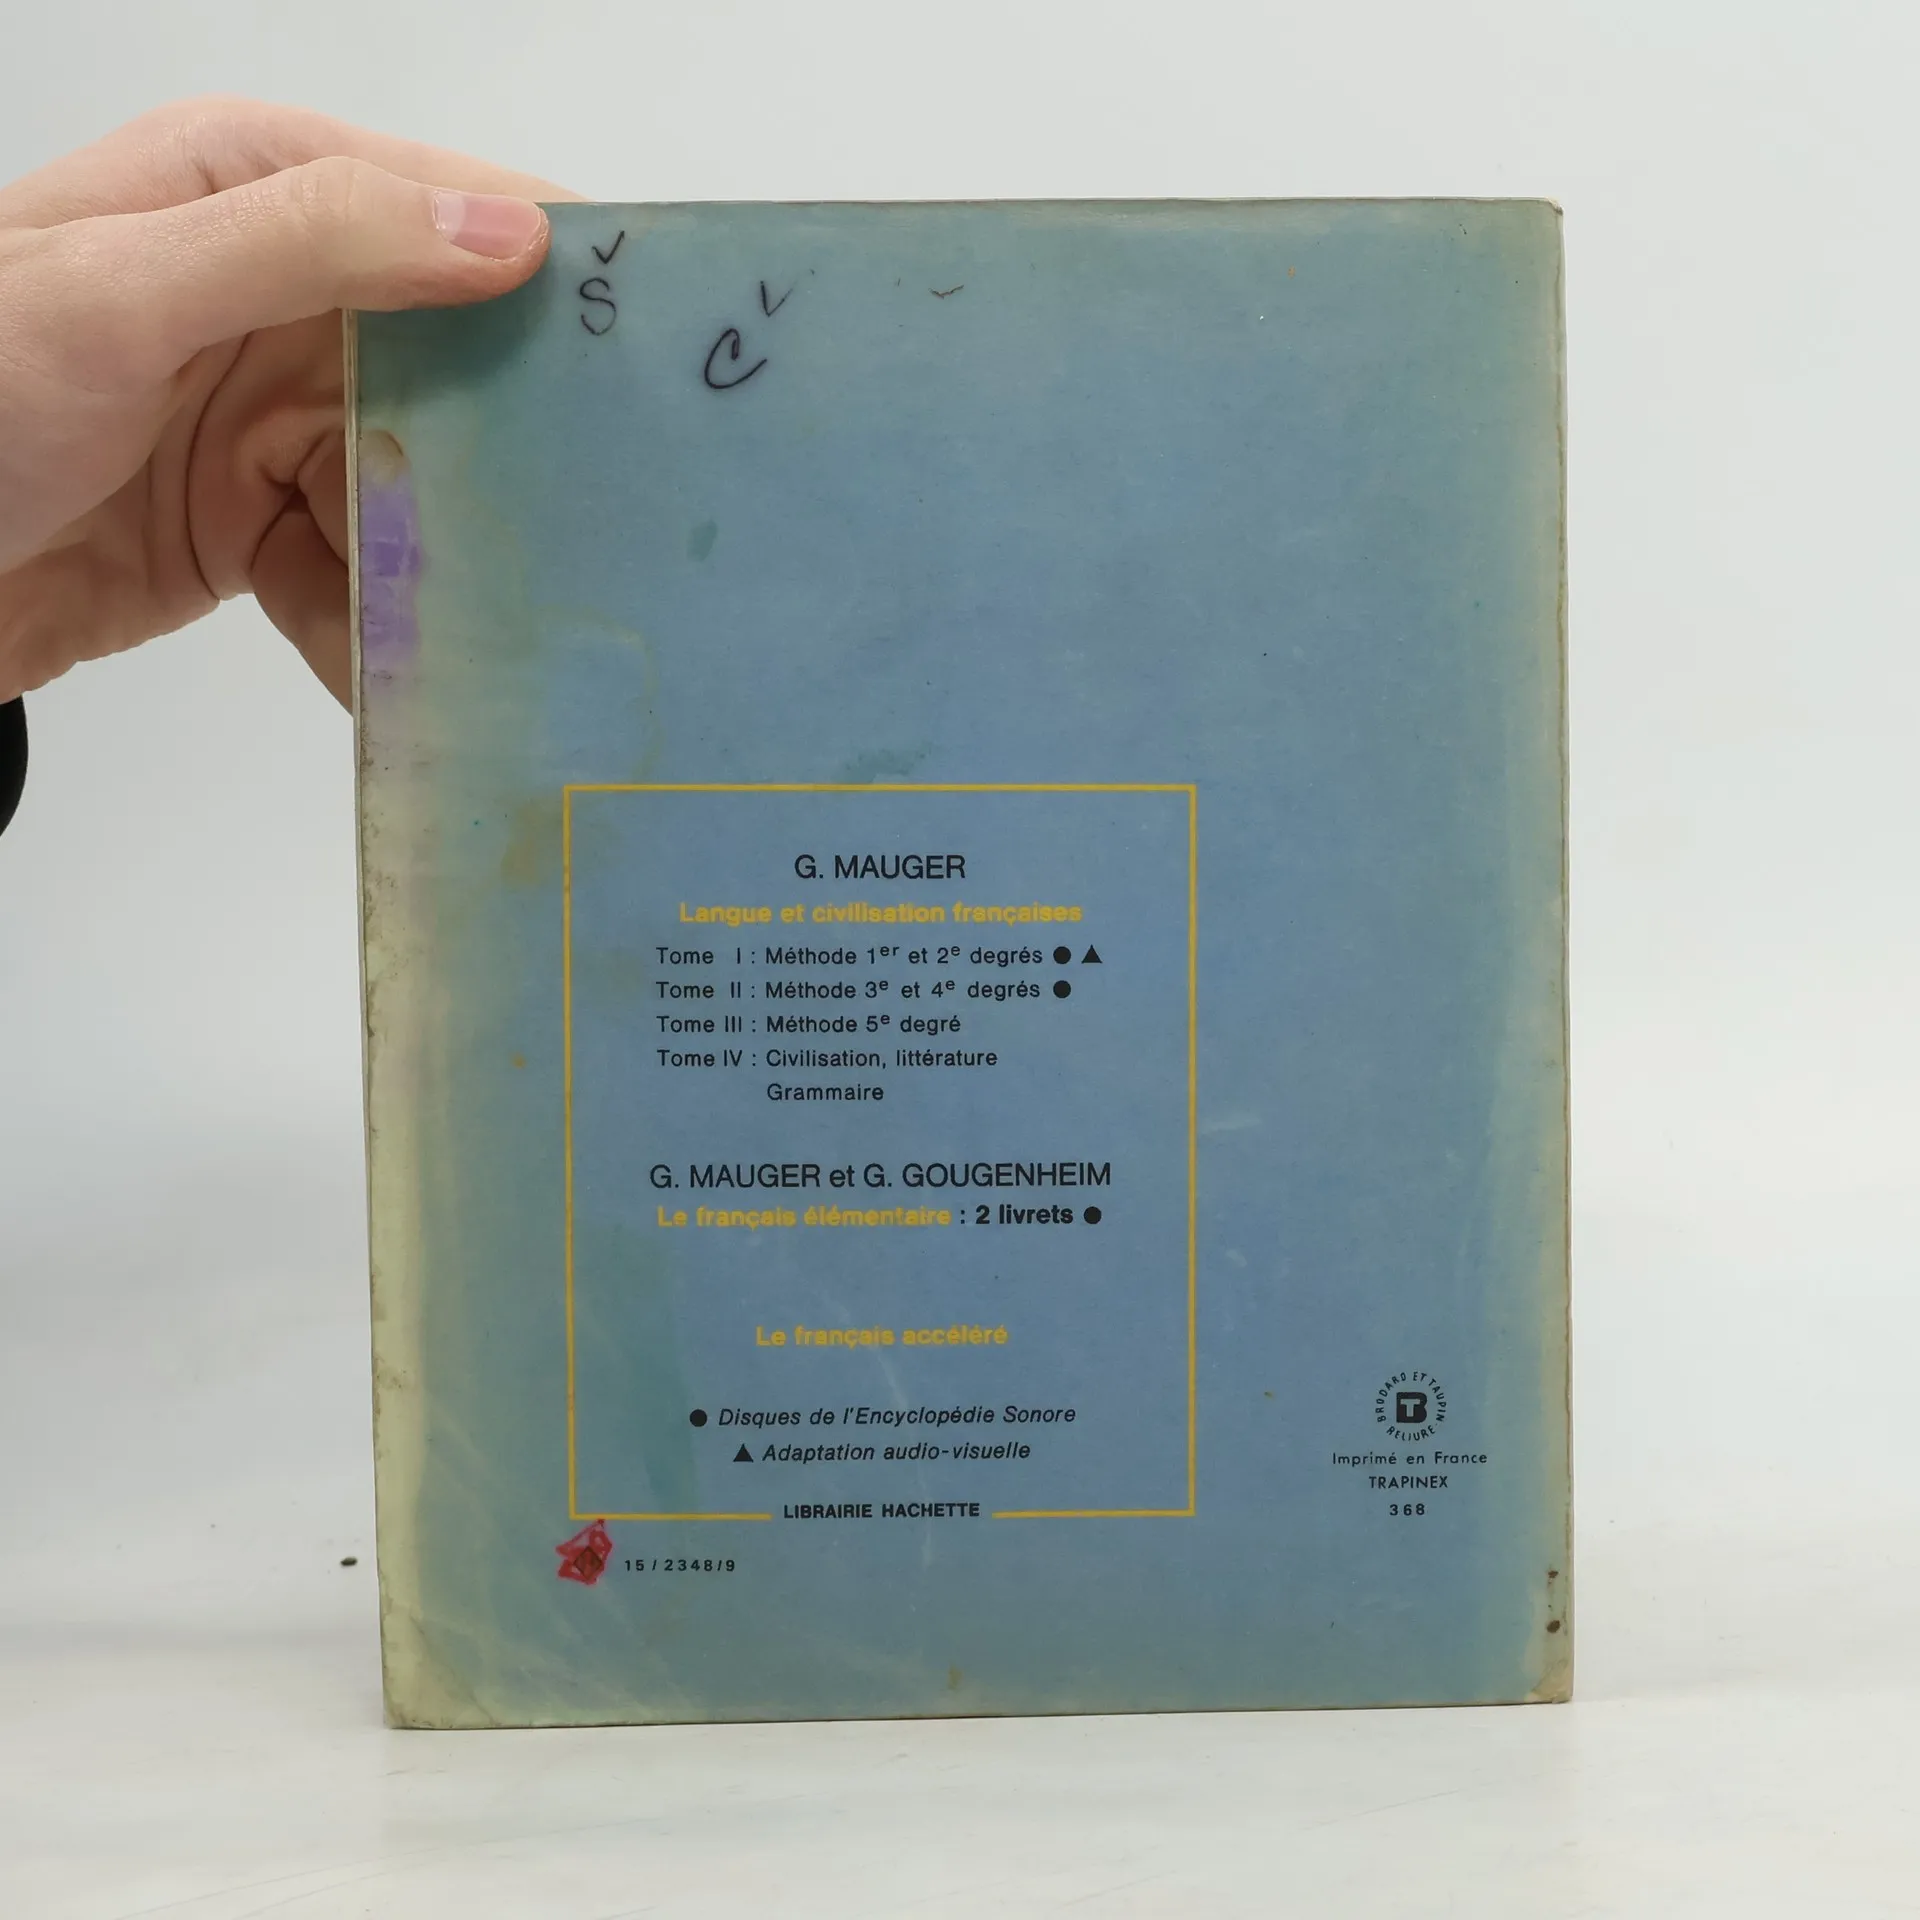 Š
Č
G. MAUGER
Langue et civilisation françaises
Tome I : Méthode 1er et 2e degrés ● ▲
Tome II : Méthode 3e et 4e degrés ●
Tome III : Méthode 5e degré
Tome IV : Civilisation, littérature
Grammaire
G. MAUGER et G. GOUGENHEIM
Le français élémentaire : 2 livrets ●
Le français accéléré
● Disques de l'Encyclopédie Sonore
▲ Adaptation audio-visuelle
LIBRAIRIE HACHETTE
15/2348/9
BRODARD ET TAUPIN
BT
RELIURE
Imprimé en France
TRAPINEX
368